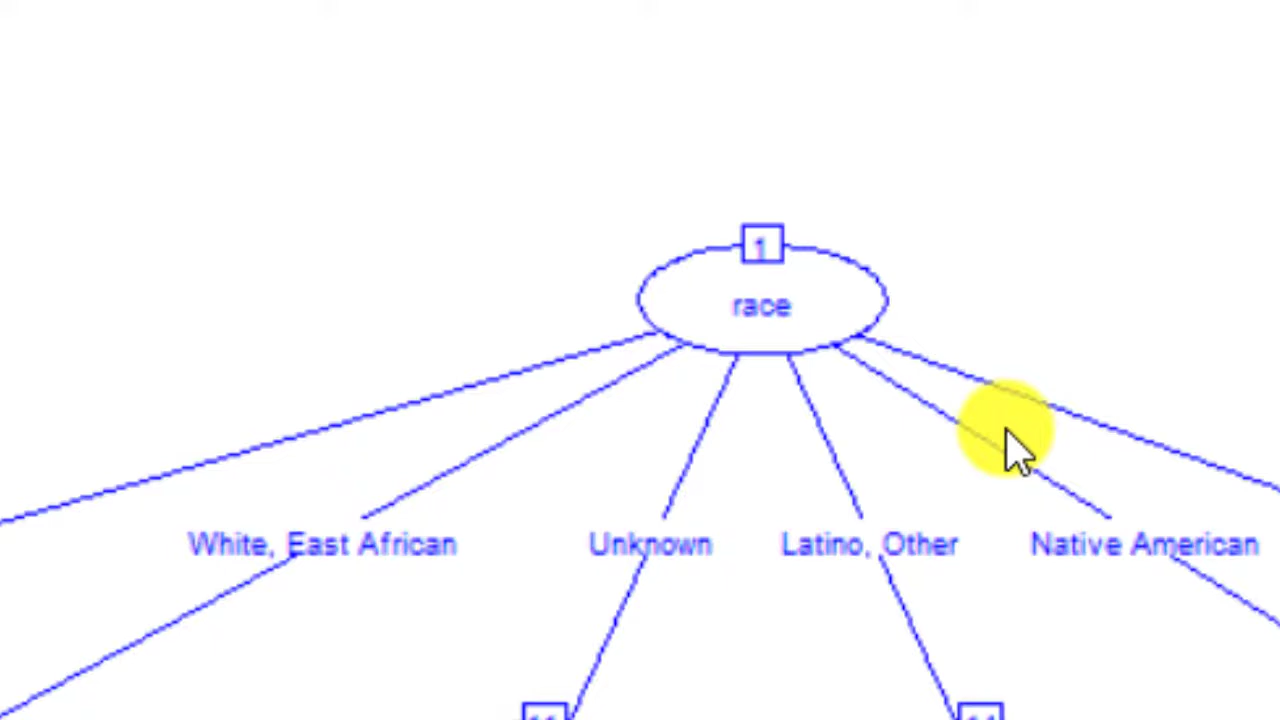 1
race
White, East African
Unknown
Latino, Other
Native American